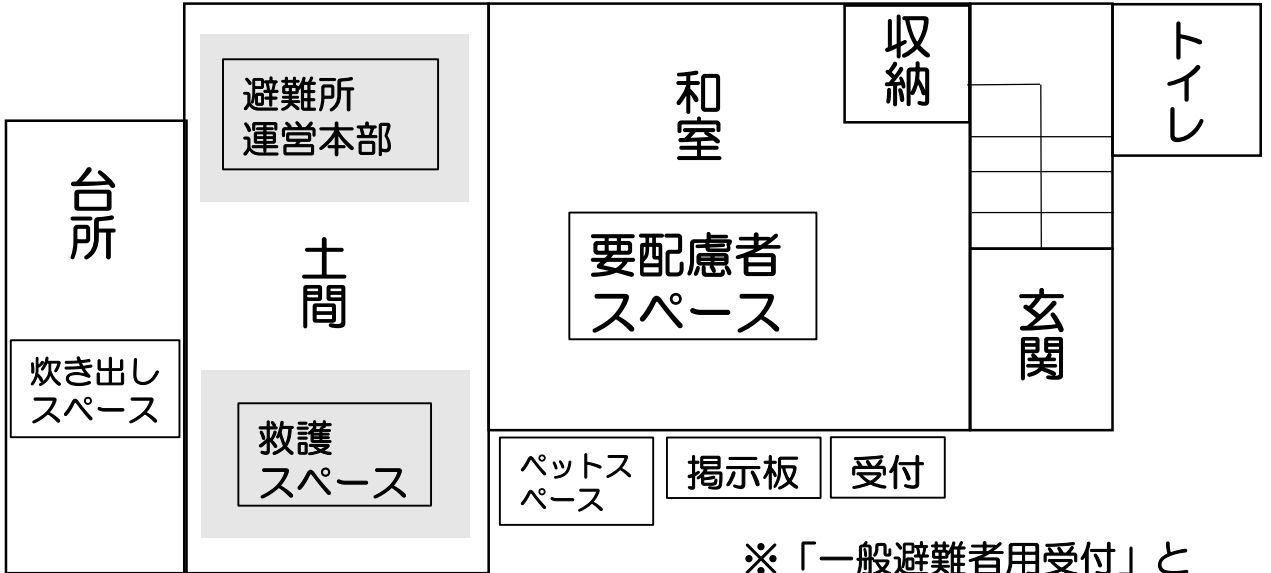 避難所
運営本部
台所
土間
炊き出し
スペース
救護
スペース
和室
収納
要配慮者
スペース
トイレ
玄関
ペットス
ペース
掲示板
受付
※「一般避難者用受付」と